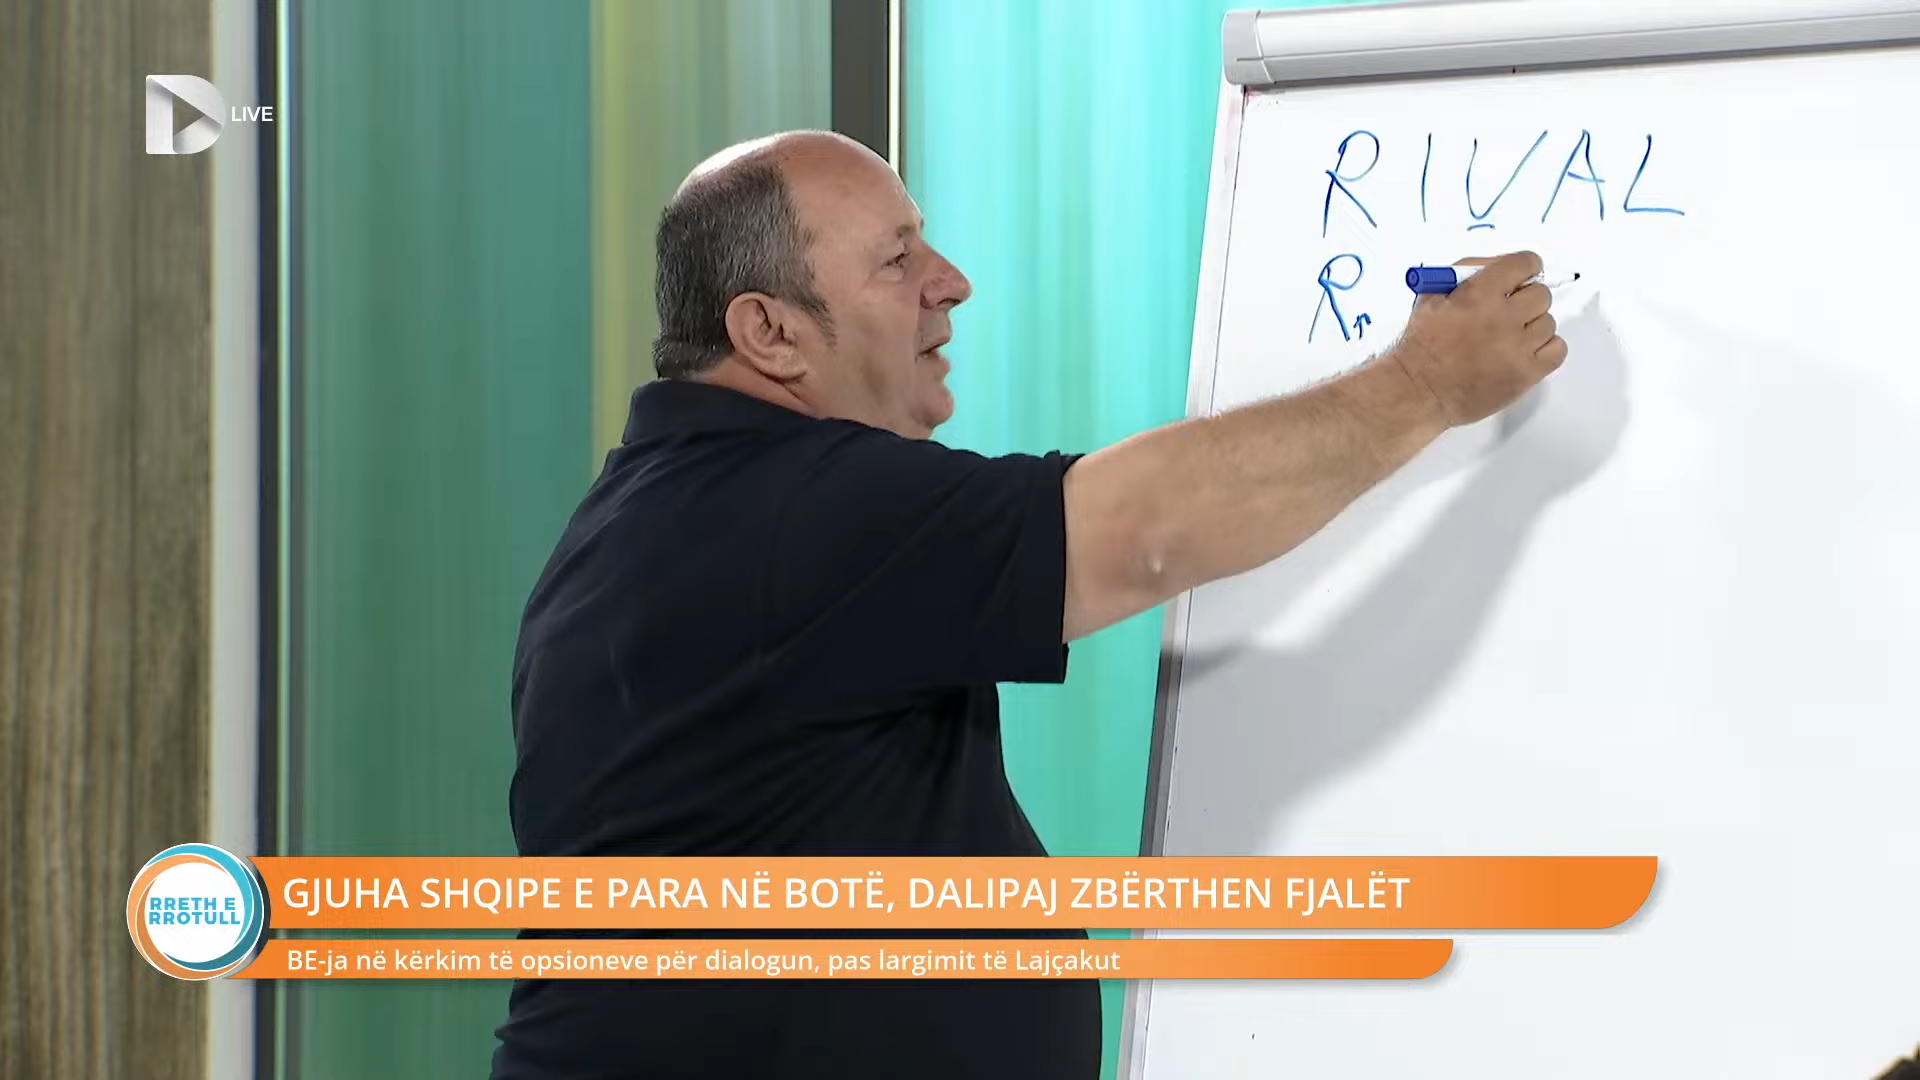 LIVE
RIVAL
R
RRETH E
RROTULL
GJUHA SHQIPE E PARA NË BOTË, DALIPAJ ZBËRTHEN FJALËT
BE-ja në kërkim të opsioneve për dialogun, pas largimit të Lajçakut